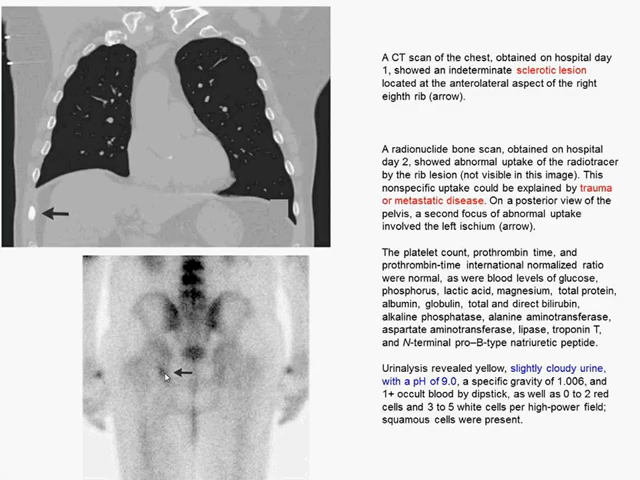 A CT scan of the chest, obtained on hospital day
1, showed an indeterminate sclerotic lesion
located at the anterolateral aspect of the right
eighth rib (arrow).
A radionuclide bone scan, obtained on hospital
day 2, showed abnormal uptake of the radiotracer
by the rib lesion (not visible in this image). This
nonspecific uptake could be explained by trauma
or metastatic disease. On a posterior view of the
pelvis, a second focus of abnormal uptake
involved the left ischium (arrow).
The platelet count, prothrombin time, and
prothrombin-time international normalized ratio
were normal, as were blood levels of glucose,
phosphorus, lactic acid, magnesium, total protein,
albumin, globulin, total and direct bilirubin,
alkaline phosphatase, alanine aminotransferase,
aspartate aminotransferase, lipase, troponin T,
and N-terminal pro–B-type natriuretic peptide.
Urinalysis revealed yellow, slightly cloudy urine,
with a pH of 9.0, a specific gravity of 1.006, and
1+ occult blood by dipstick, as well as 0 to 2 red
cells and 3 to 5 white cells per high-power field;
squamous cells were present.